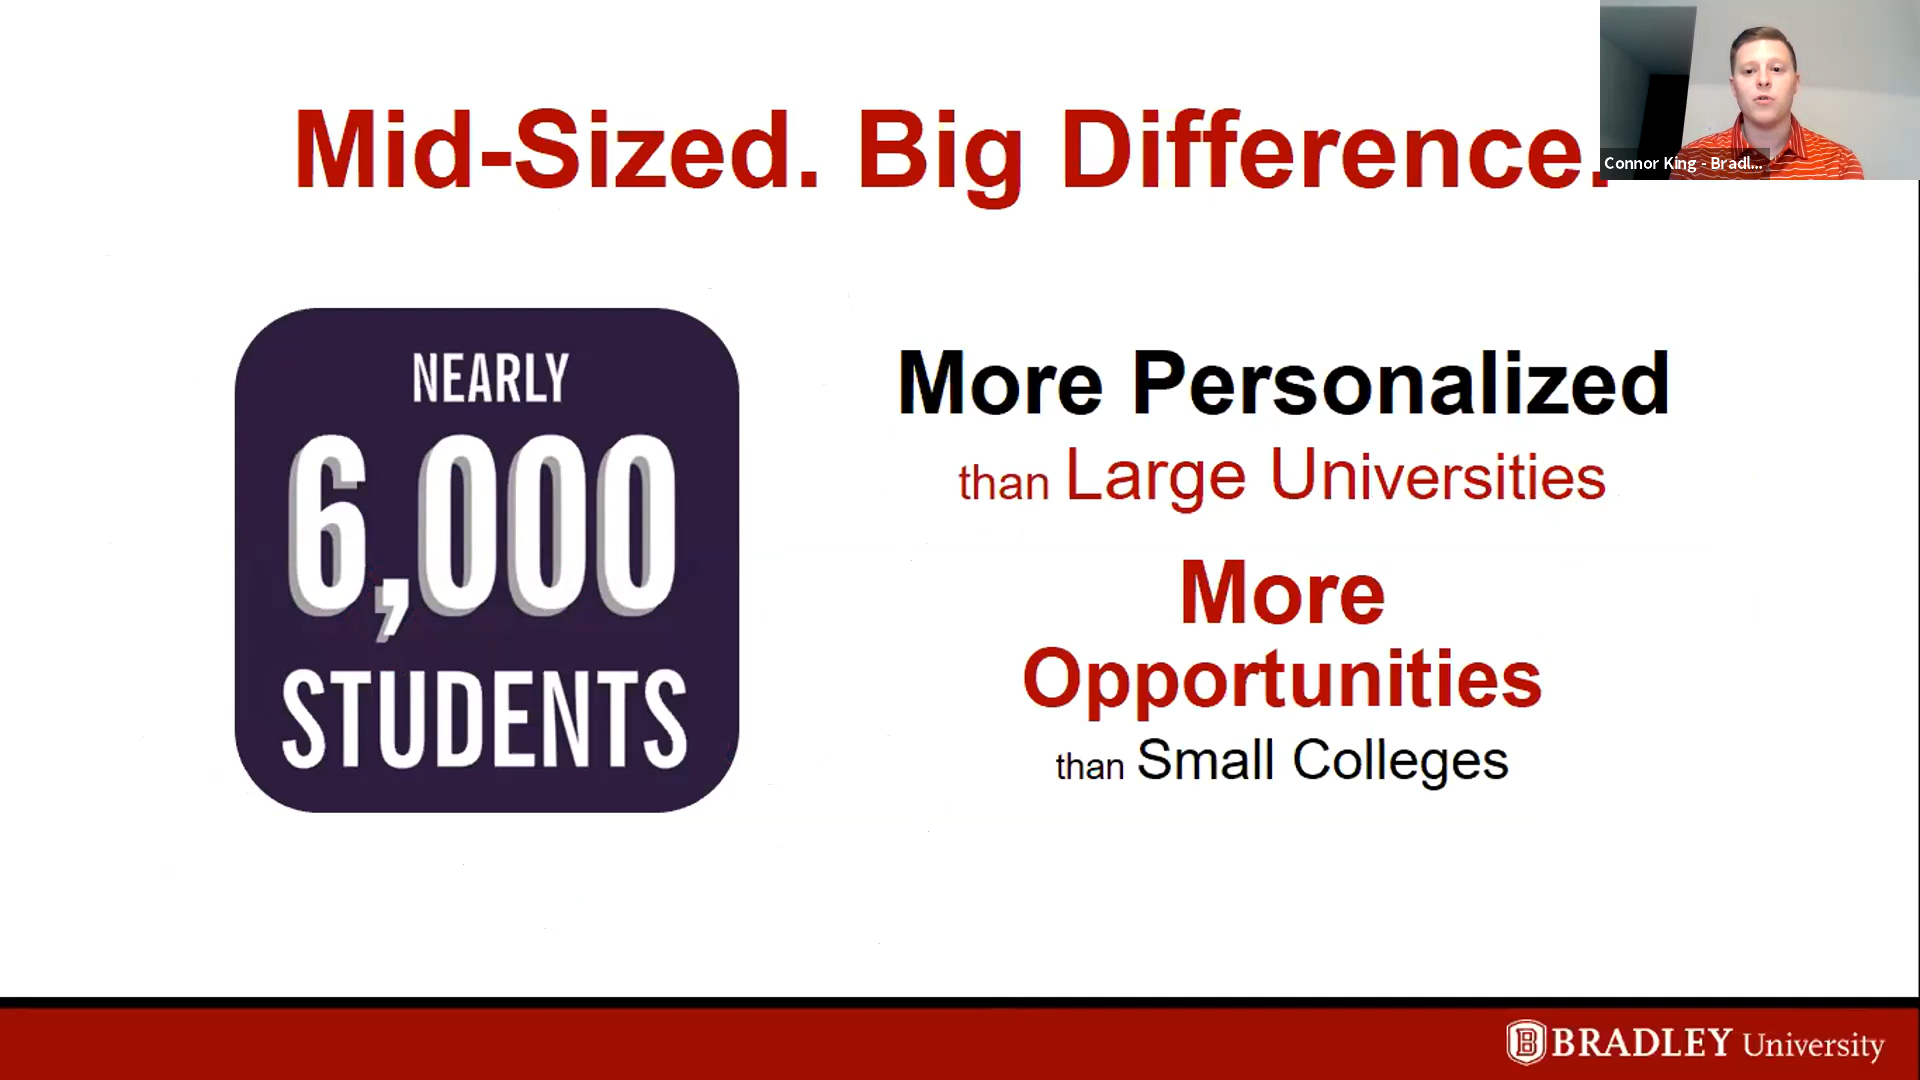 Mid-Sized. Big Difference.
Connor King - Bradl...
NEARLY
6,000
STUDENTS
More Personalized
than Large Universities
More
Opportunities
than Small Colleges
B BRADLEY University